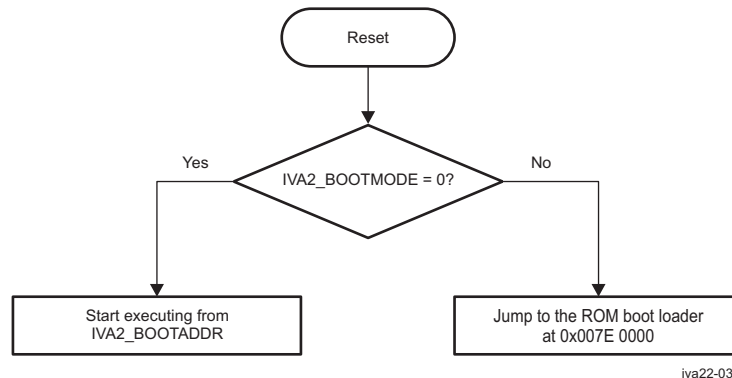 Reset
Yes
IVA2_BOOTMODE = 0?
No
Start executing from
IVA2_BOOTADDR
Jump to the ROM boot loader
at 0x007E 0000
iva22-03